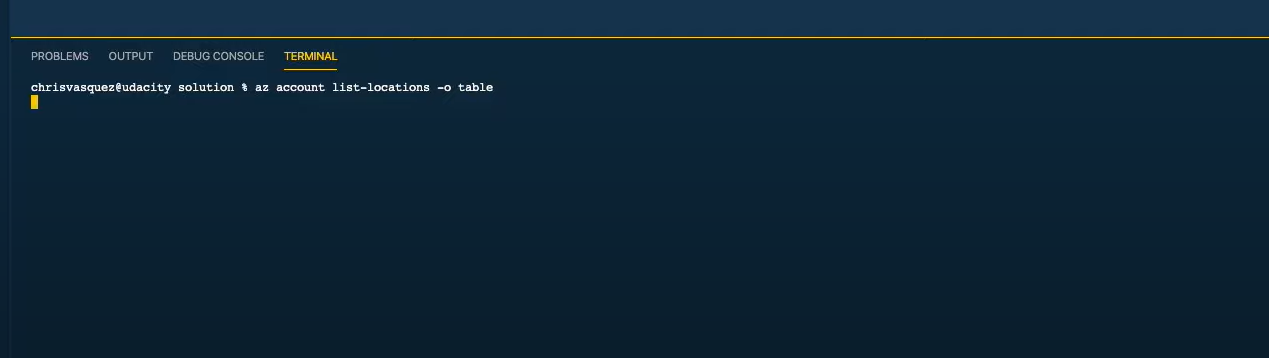 PROBLEMS OUTPUT DEBUG CONSOLE TERMINAL
chrisvasquez@udacity solution % az account list-locations -o table